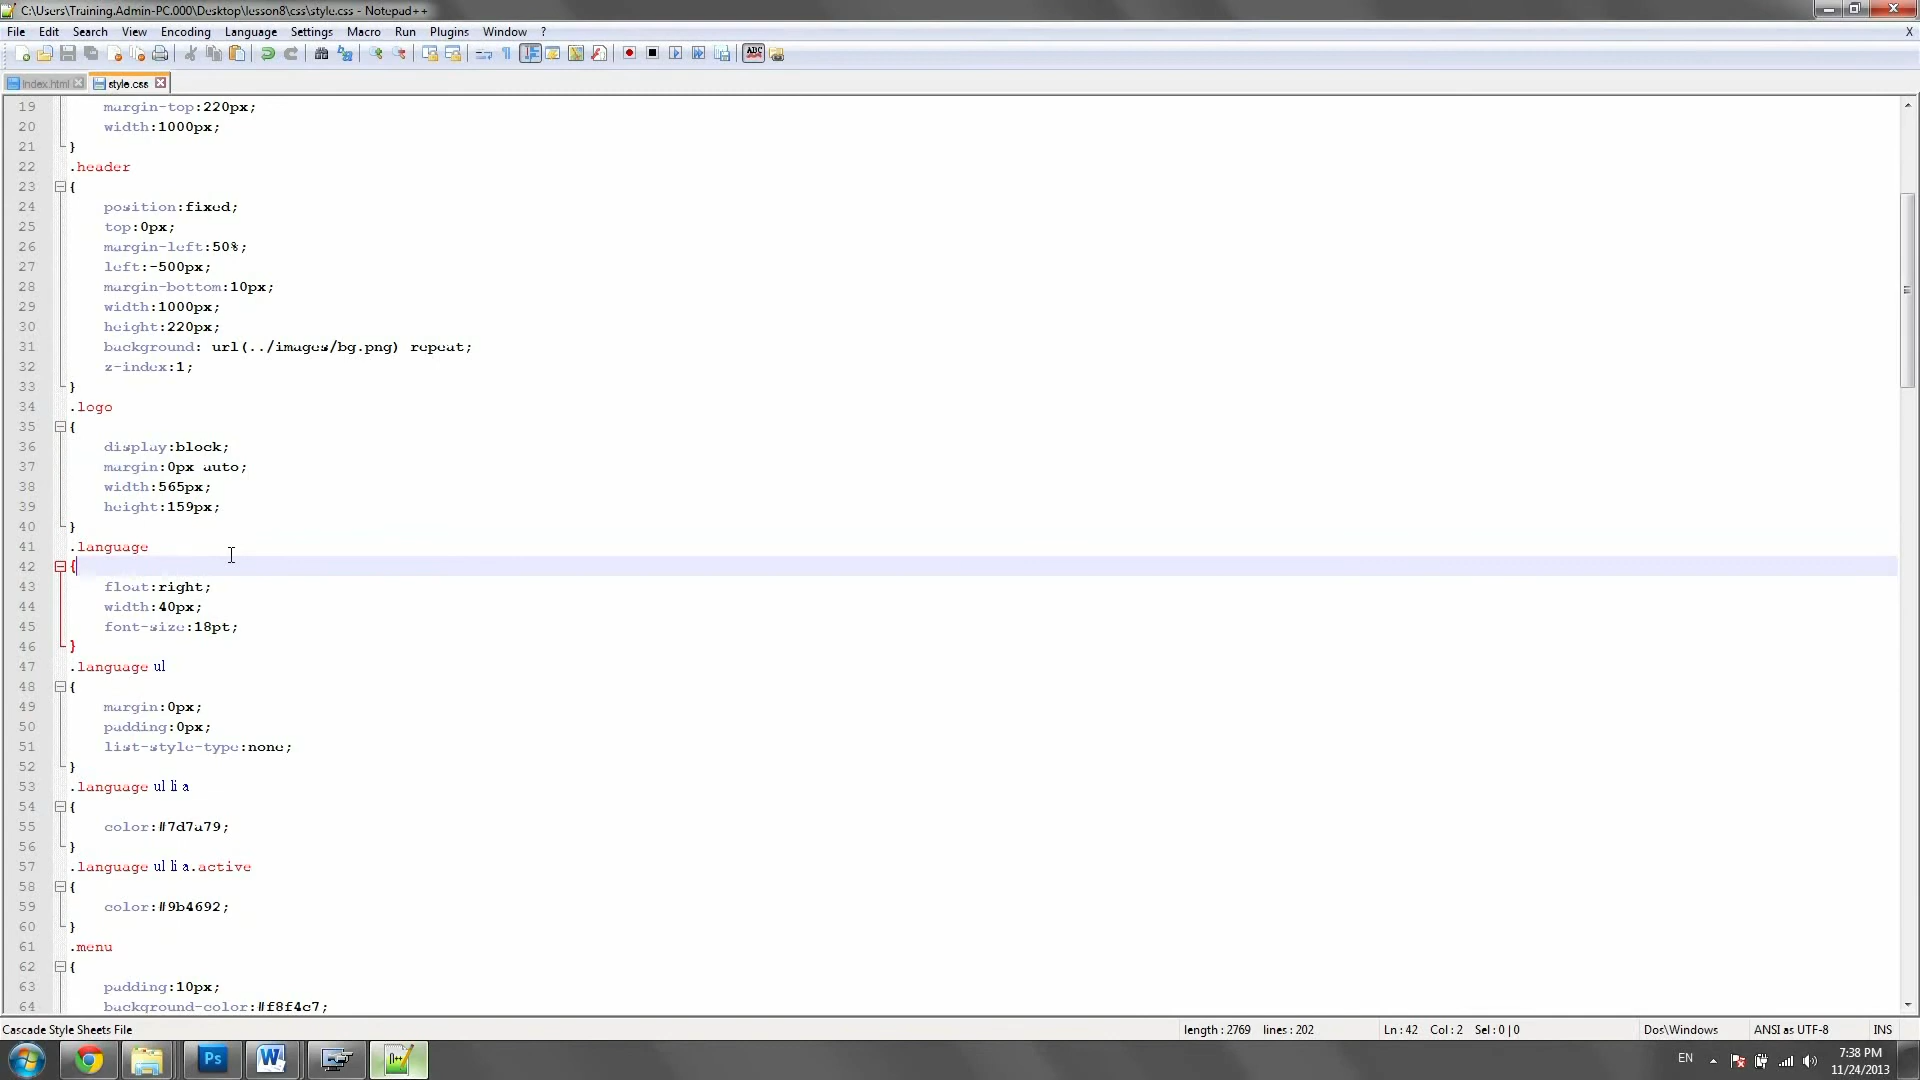 C:\Users\Training.Admin-PC.000\Desktop\lesson8\css\style.css - Notepad++
File Edit Search View Encoding Language Settings Macro Run Plugins Window ? X
ABC
index.html style.css
19 margin-top:220px;
20 width:1000px;
21 }
22 .header
23 {
24 position:fixed;
25 top:0px;
26 margin-left:50%;
27 left:-500px;
28 margin-bottom:10px;
29 width:1000px;
30 height:220px;
31 background: url(../images/bg.png) repeat;
32 z-index:1;
33 }
34 .logo
35 {
36 display:block;
37 margin:0px auto;
38 width:565px;
39 height:159px;
40 }
41 .language
42 {
43 float:right;
44 width:40px;
45 font-size:18pt;
46 }
47 .language ul
48 {
49 margin:0px;
50 padding:0px;
51 list-style-type:none;
52 }
53 .language ul li a
54 {
55 color:#7d7a79;
56 }
57 .language ul li a.active
58 {
59 color:#9b4692;
60 }
61 .menu
62 {
63 padding:10px;
64 background-color:#f8f4c7;
Cascade Style Sheets File length : 2769 lines : 202 Ln : 42 Col : 2 Sel : 0 | 0 Dos\Windows ANSI as UTF-8 INS
Ps W EN 7:38 PM
11/24/2013